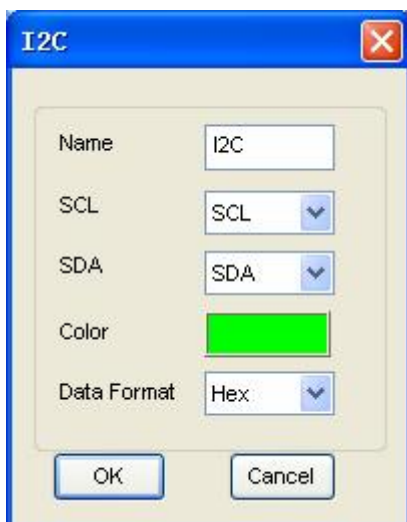 I2C
Name I2C
SCL SCL
SDA SDA
Color
Data Format Hex
OK Cancel